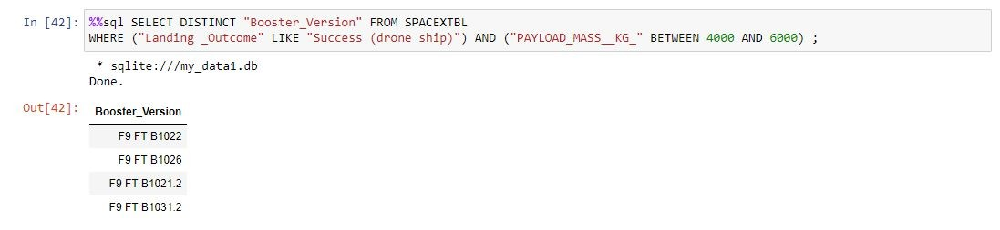 In [42]: %%sql SELECT DISTINCT "Booster_Version" FROM SPACEXTBL
WHERE ("Landing _Outcome" LIKE "Success (drone ship)") AND ("PAYLOAD_MASS__KG_" BETWEEN 4000 AND 6000) ;
* sqlite:///my_data1.db
Done.
Out[42]: Booster_Version
F9 FT B1022
F9 FT B1026
F9 FT B1021.2
F9 FT B1031.2